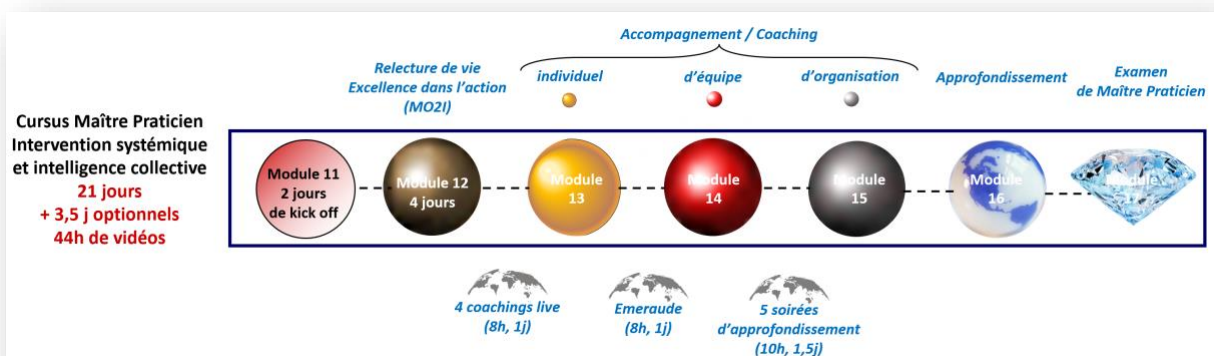 Accompagnement / Coaching
Relecture de vie
Excellence dans l'action
(MO2I)
individuel
d'équipe
d'organisation
Approfondissement
Examen
de Maître Praticien
Cursus Maître Praticien
Intervention systémique
et intelligence collective
21 jours
+ 3,5 j optionnels
44h de vidéos
Module 11
2 jours
de kick off
Module 12
4 jours
Module
13
Module
14
Module
15
Module
16
Module
4 coachings live
(8h, 1j)
Emeraude
(8h, 1j)
5 soirées
d'approfondissement
(10h, 1,5j)